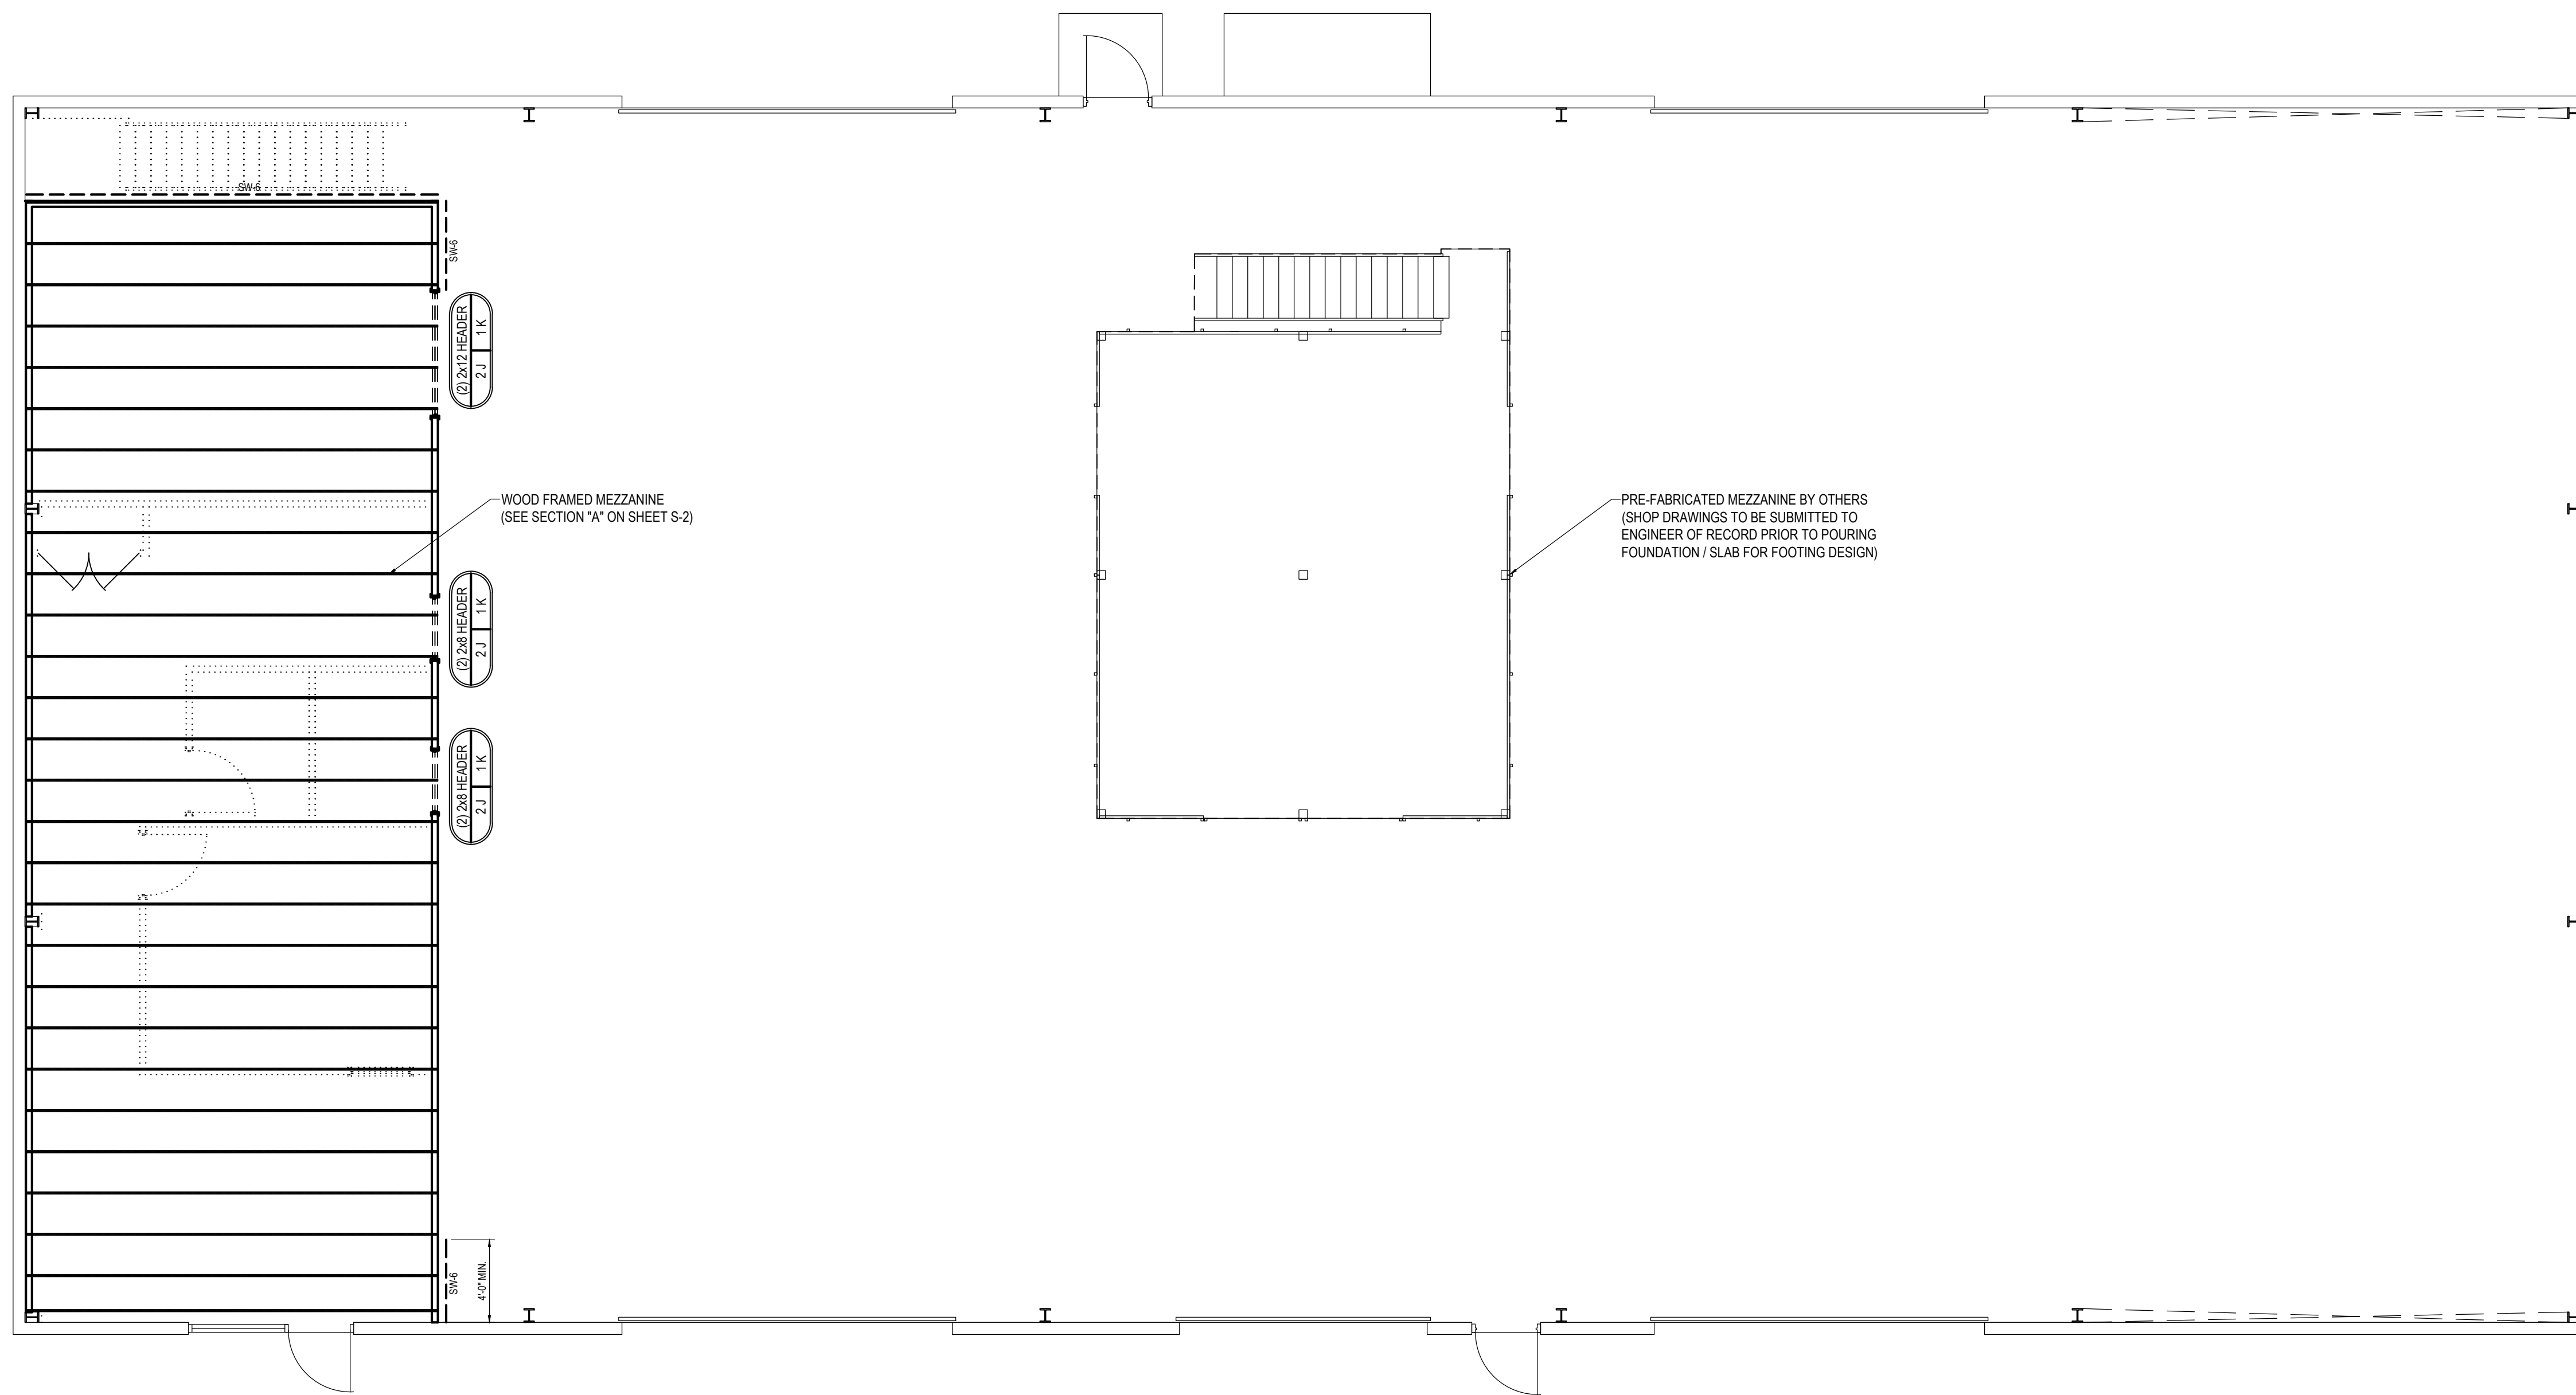 SW-6
SW-6
(2) 2x12 HEADER
2 J
1 K
WOOD FRAMED MEZZANINE
(SEE SECTION "A" ON SHEET S-2)
PRE-FABRICATED MEZZANINE BY OTHERS
(SHOP DRAWINGS TO BE SUBMITTED TO
ENGINEER OF RECORD PRIOR TO POURING
FOUNDATION / SLAB FOR FOOTING DESIGN)
(2) 2x8 HEADER
2 J
1 K
(2) 2x8 HEADER
2 J
1 K
SW-6
4'-0" MIN.